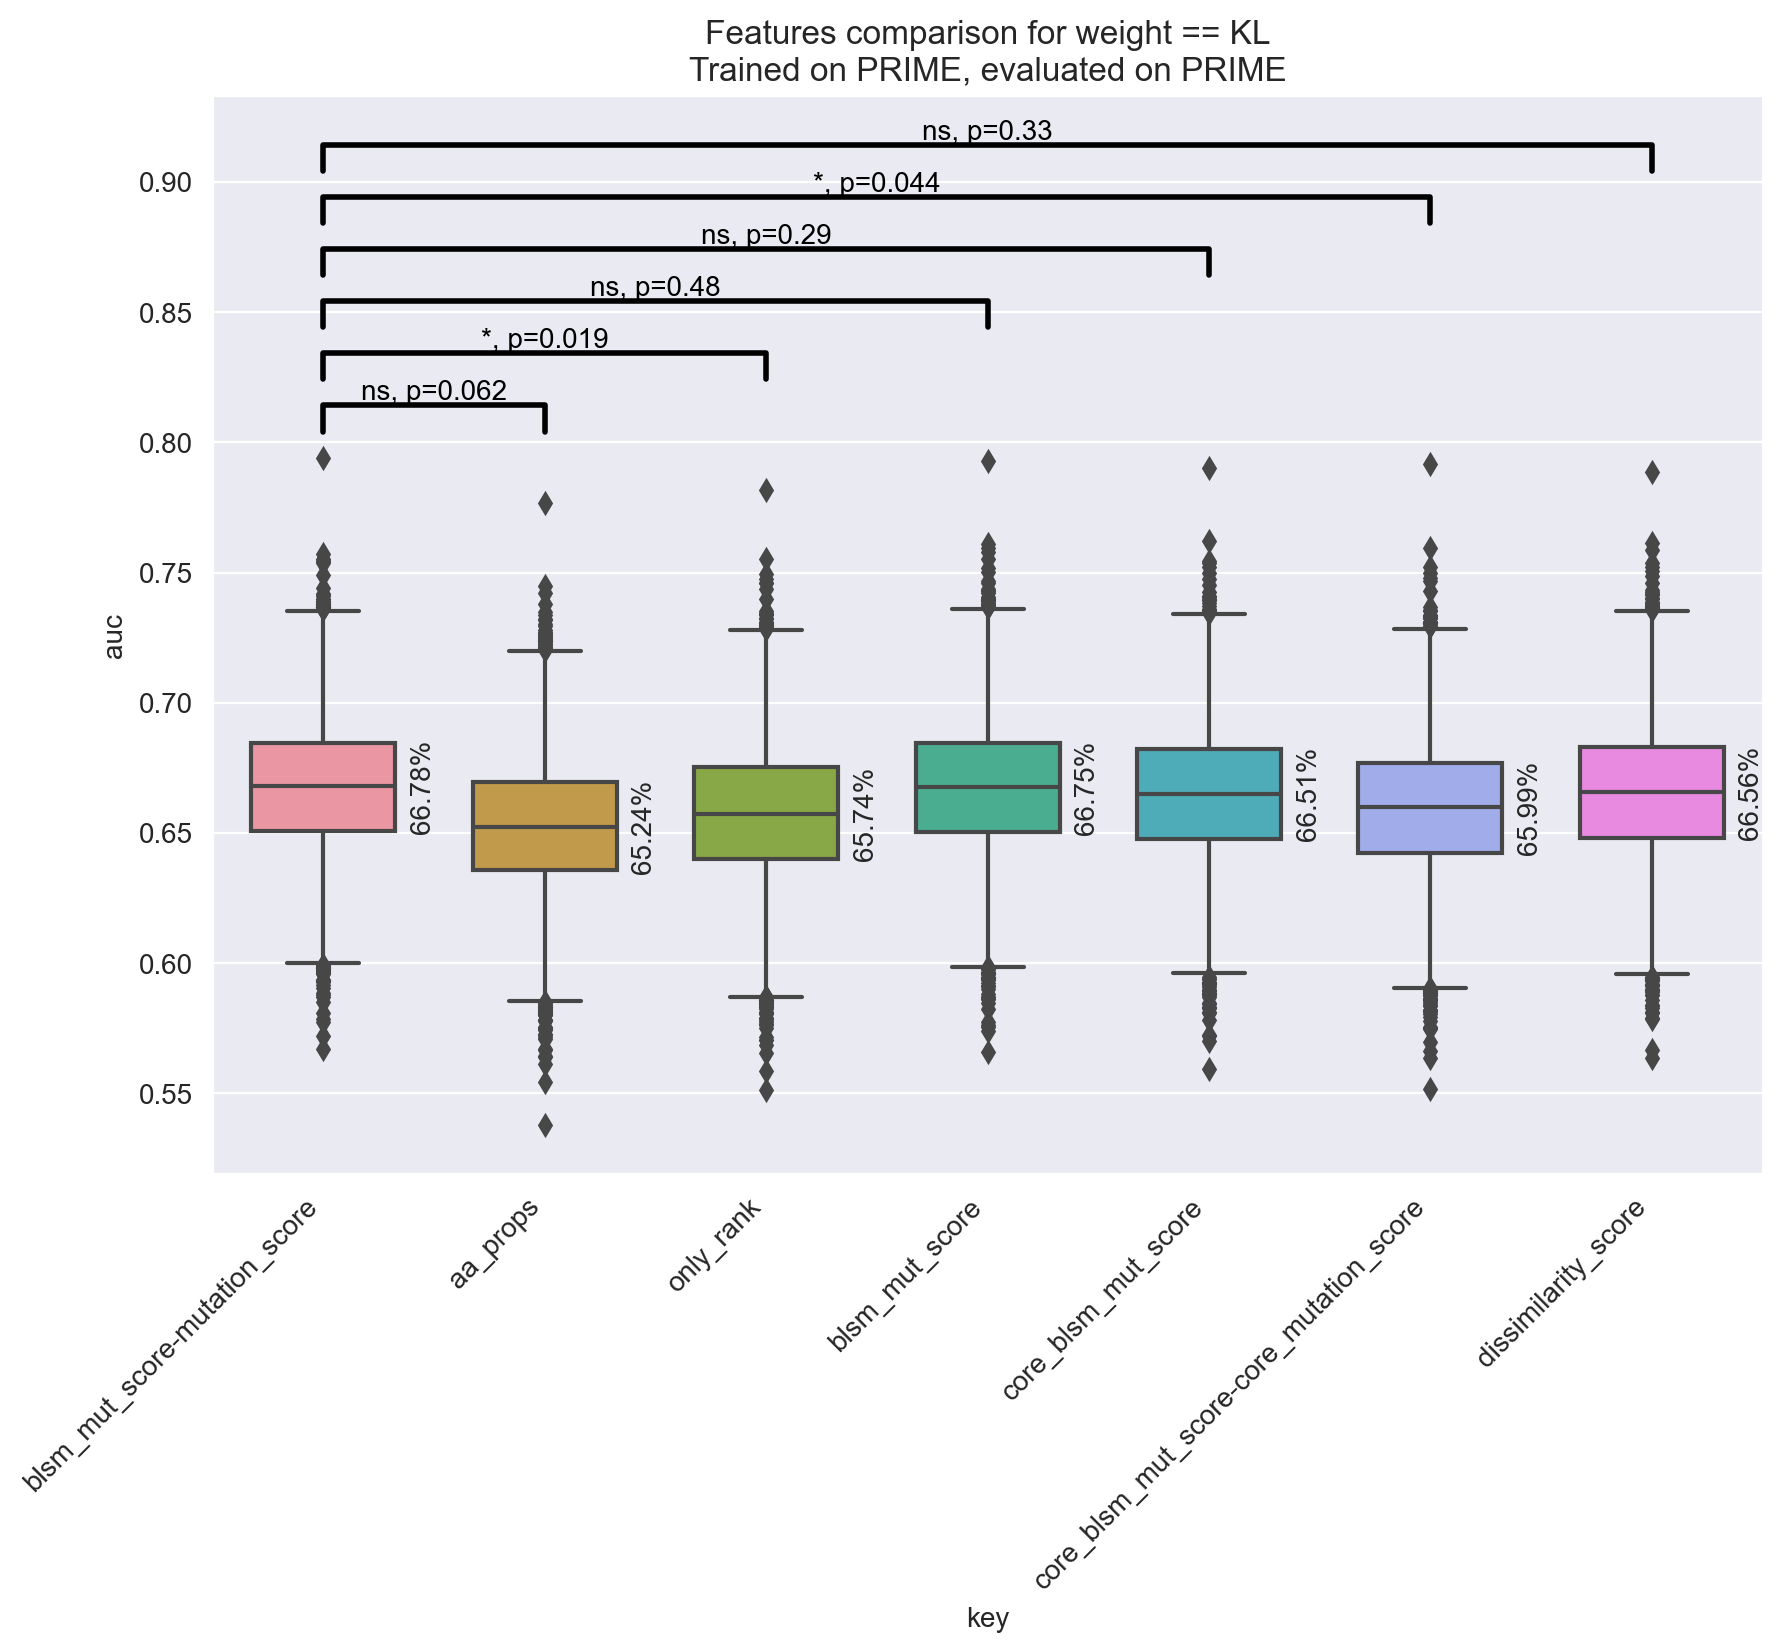 Features comparison for weight == KL
Trained on PRIME, evaluated on PRIME
ns, p=0.33
*, p=0.044
ns, p=0.29
ns, p=0.48
*, p=0.019
ns, p=0.062
0.90
0.85
0.80
0.75
0.70
0.65
0.60
0.55
auc
66.78%
65.24%
65.74%
66.75%
66.51%
65.99%
66.56%
blsm_mut_score-mutation_score
aa_props
only_rank
blsm_mut_score
core_blsm_mut_score
core_blsm_mut_score-core_mutation_score
dissimilarity_score
key